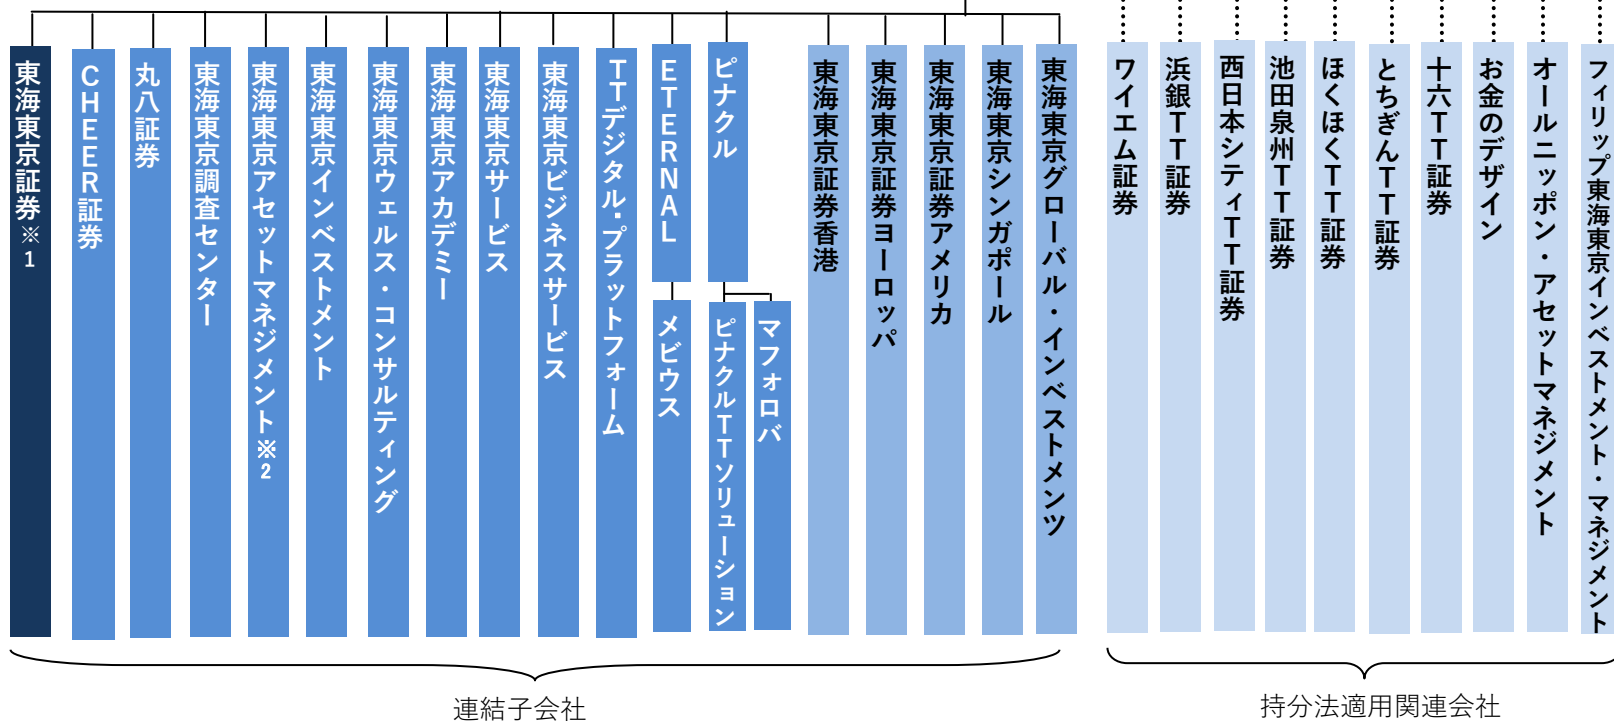 東海東京証券※1
CHEER証券
丸八証券
東海東京調査センター
東海東京アセットマネジメント※2
東海東京インベストメント
東海東京ウェルス・コンサルティング
東海東京アカデミー
東海東京サービス
東海東京ビジネスサービス
TTデジタル・プラットフォーム
ETERNAL
メビウス
ピナクル
ピナクルTTソリューション
マフォロバ
東海東京証券香港
東海東京証券ヨーロッパ
東海東京証券アメリカ
東海東京シンガポール
東海東京グローバル・インベストメンツ
ワイエム証券
浜銀TT証券
西日本シティTT証券
池田泉州TT証券
ほくほくTT証券
とちぎんTT証券
十六TT証券
お金のデザイン
オールニッポン・アセットマネジメント
フィリップ東海東京インベストメント・マネジメント
連結子会社
持分法適用関連会社